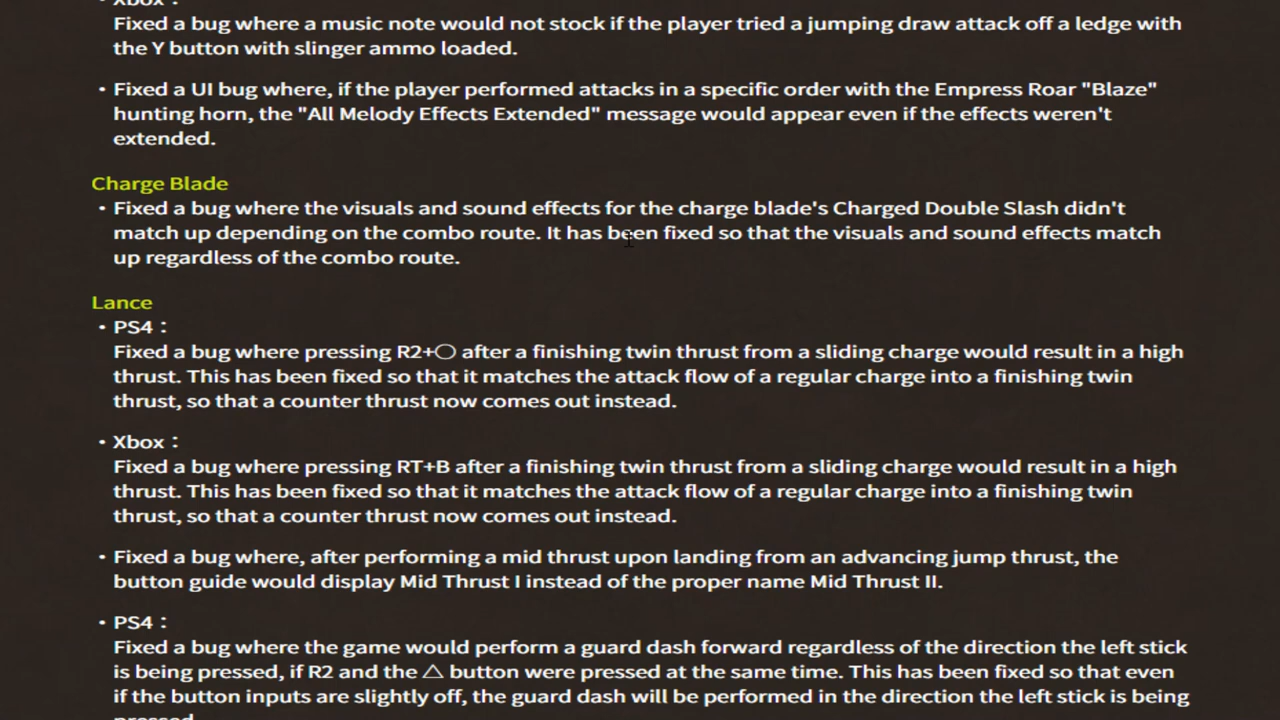 • Xbox：
Fixed a bug where a music note would not stock if the player tried a jumping draw attack off a ledge with
the Y button with slinger ammo loaded.
• Fixed a UI bug where, if the player performed attacks in a specific order with the Empress Roar "Blaze"
hunting horn, the "All Melody Effects Extended" message would appear even if the effects weren't
extended.
Charge Blade
• Fixed a bug where the visuals and sound effects for the charge blade's Charged Double Slash didn't
match up depending on the combo route. It has been fixed so that the visuals and sound effects match
up regardless of the combo route.
Lance
• PS4：
Fixed a bug where pressing R2+○ after a finishing twin thrust from a sliding charge would result in a high
thrust. This has been fixed so that it matches the attack flow of a regular charge into a finishing twin
thrust, so that a counter thrust now comes out instead.
• Xbox：
Fixed a bug where pressing RT+B after a finishing twin thrust from a sliding charge would result in a high
thrust. This has been fixed so that it matches the attack flow of a regular charge into a finishing twin
thrust, so that a counter thrust now comes out instead.
• Fixed a bug where, after performing a mid thrust upon landing from an advancing jump thrust, the
button guide would display Mid Thrust I instead of the proper name Mid Thrust II.
• PS4：
Fixed a bug where the game would perform a guard dash forward regardless of the direction the left stick
is being pressed, if R2 and the △ button were pressed at the same time. This has been fixed so that even
if the button inputs are slightly off, the guard dash will be performed in the direction the left stick is being
pressed.